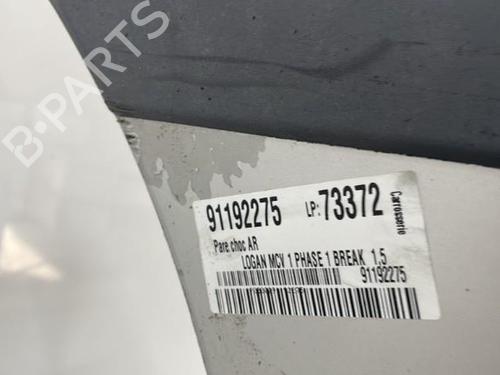 B-PARTS
91192275 LP: 73372
Carrosserie
Pare choc AR
LOGAN MCV 1 PHASE 1 BREAK 1,5
91192275